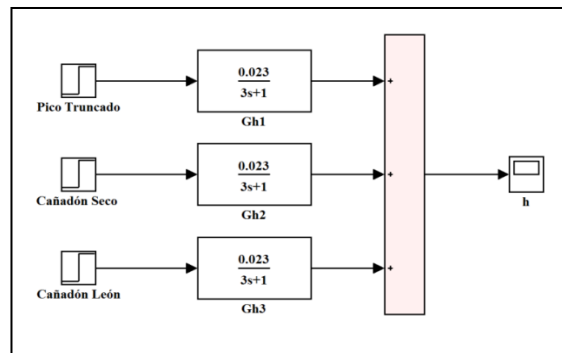 Pico Truncado
0.023
3s+1
Gh1
+
Cañadón Seco
0.023
3s+1
Gh2
+
h
Cañadón León
0.023
3s+1
Gh3
+